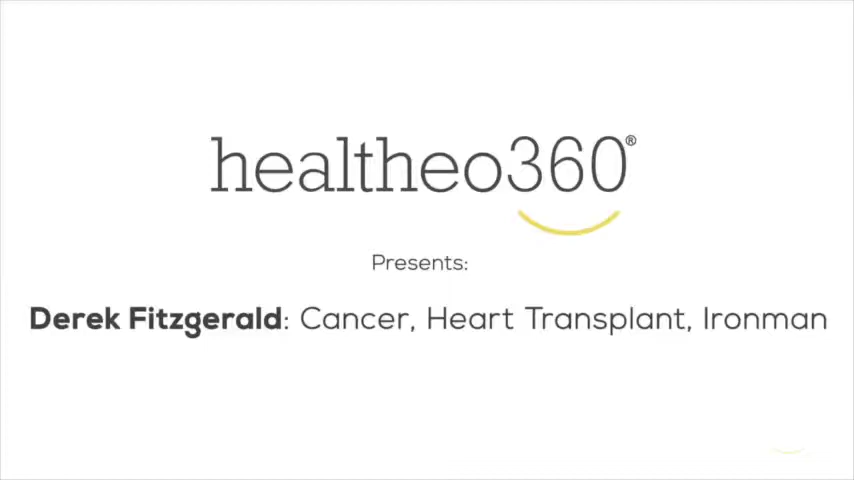 healtheo360®
Presents:
Derek Fitzgerald: Cancer, Heart Transplant, Ironman